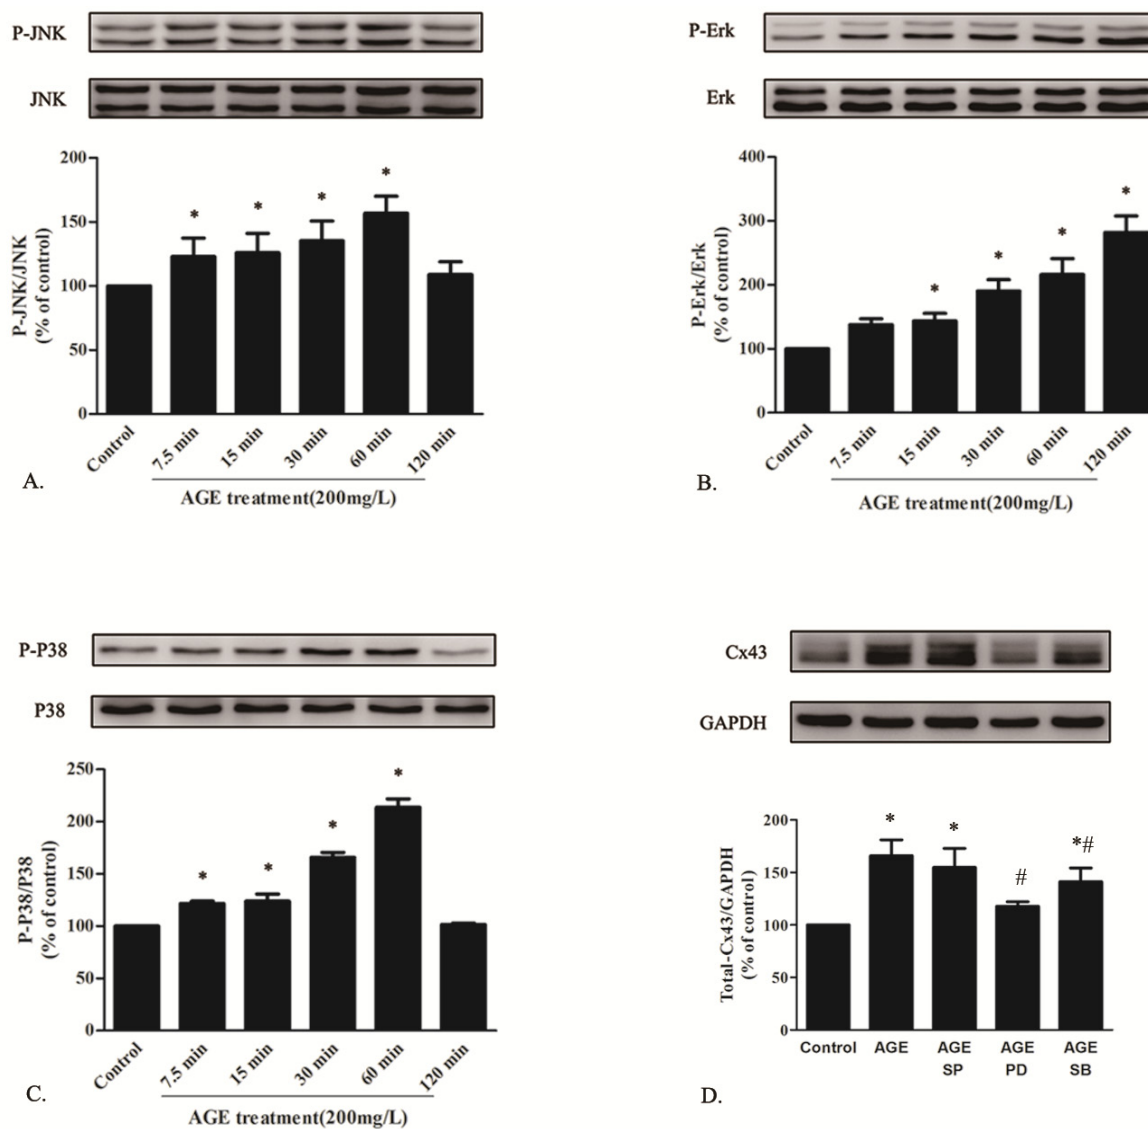 P-JNK
JNK
200
150
100
50
0
P-JNK/JNK
(% of control)
* * * *
Control 7.5 min 15 min 30 min 60 min 120 min
AGE treatment(200mg/L)
A.
P-Erk
Erk
400
300
200
100
0
P-Erk/Erk
(% of control)
* * * *
Control 7.5 min 15 min 30 min 60 min 120 min
AGE treatment(200mg/L)
B.
P-P38
P38
250
200
150
100
50
0
P-P38/P38
(% of control)
* * * *
Control 7.5 min 15 min 30 min 60 min 120 min
AGE treatment(200mg/L)
C.
Cx43
GAPDH
200
150
100
50
0
Total-Cx43/GAPDH
(% of control)
* * # *#
Control AGE AGE AGE AGE
SP PD SB
D.